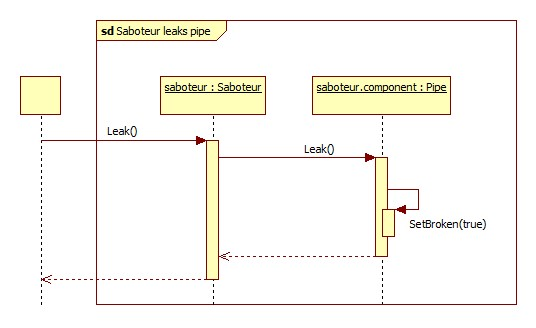 sd Saboteur leaks pipe
saboteur : Saboteur
saboteur.component : Pipe
Leak()
Leak()
SetBroken(true)